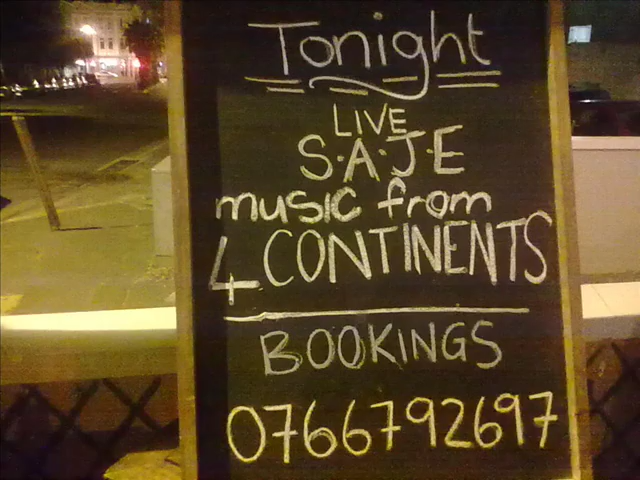 Tonight
LIVE
S.A.J.E
music from
4 CONTINENTS
BOOKINGS
0766792697